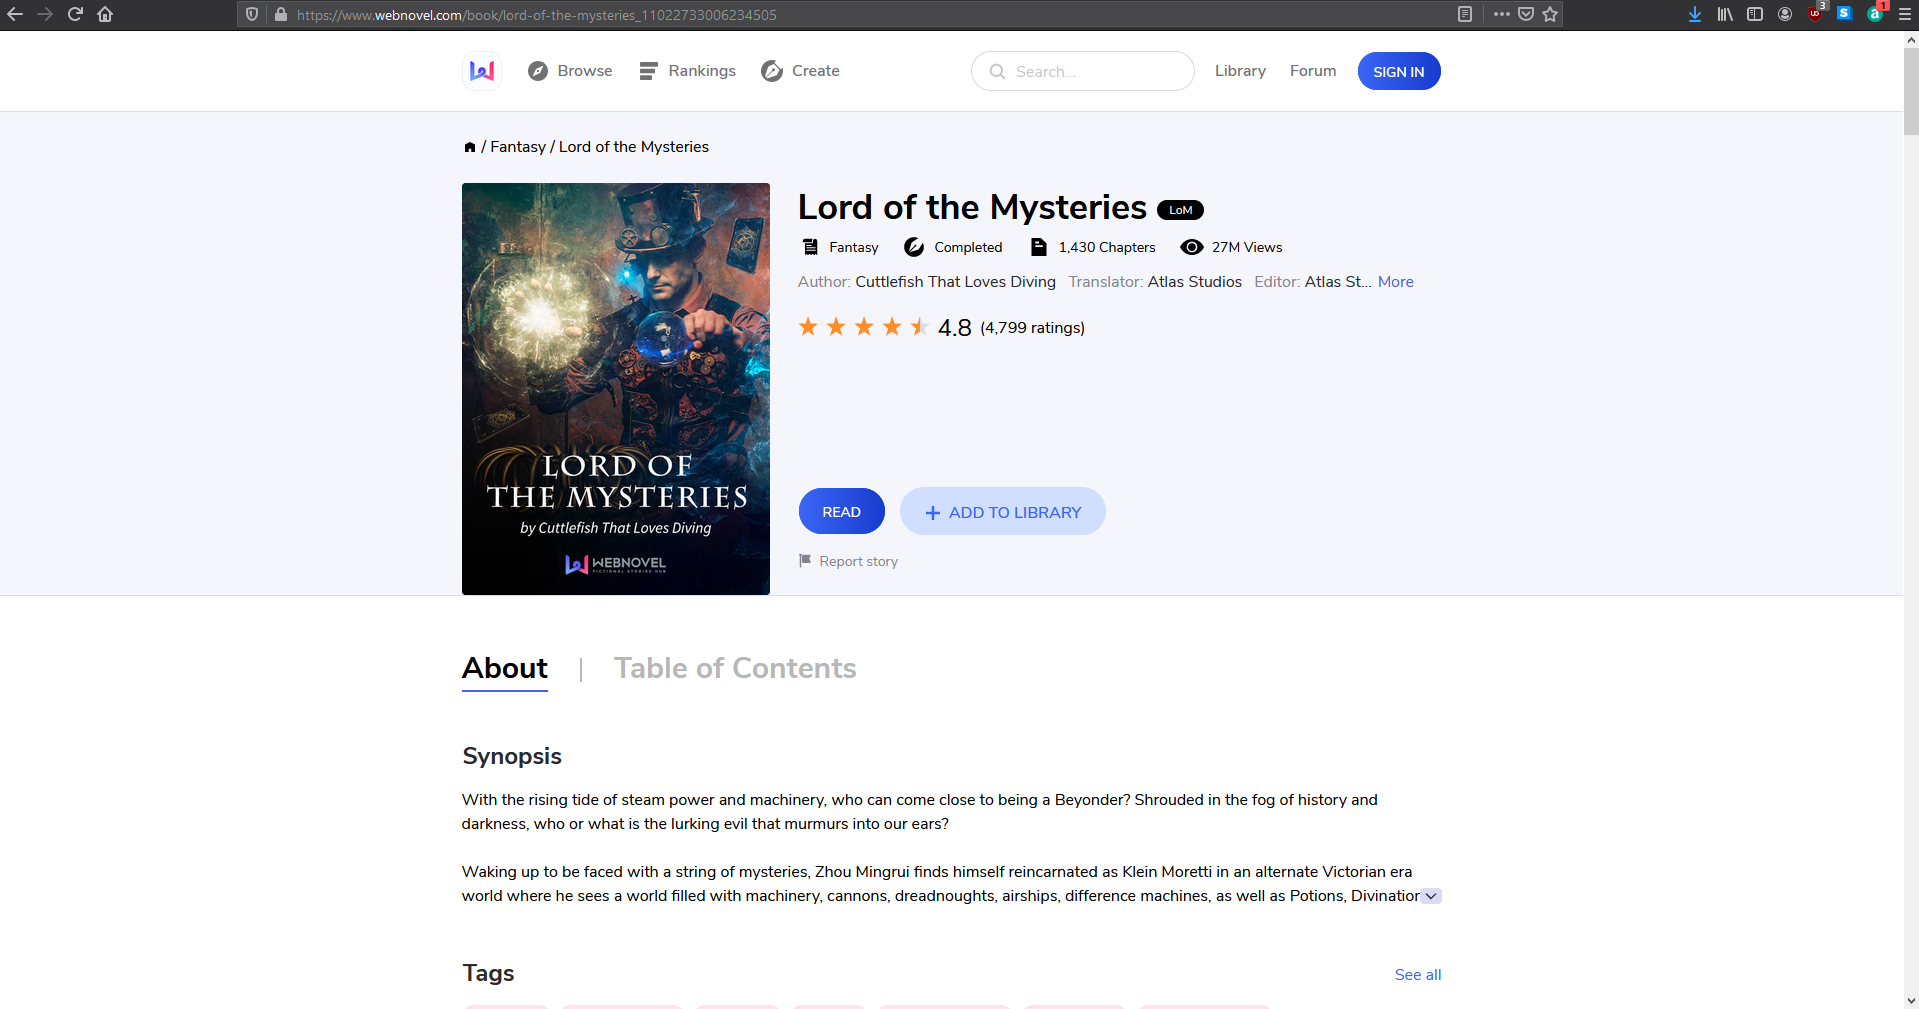 https://www.webnovel.com/book/lord-of-the-mysteries_11022733006234505
3
1
Browse
Rankings
Create
Search...
Library
Forum
SIGN IN
/ Fantasy / Lord of the Mysteries
LORD OF
THE MYSTERIES
by Cuttlefish That Loves Diving
WEBNOVEL
FICTIONAL STORIES HUB
Lord of the Mysteries LoM
Fantasy
Completed
1,430 Chapters
27M Views
Author: Cuttlefish That Loves Diving Translator: Atlas Studios Editor: Atlas St... More
4.8 (4,799 ratings)
READ
+ ADD TO LIBRARY
Report story
About | Table of Contents
Synopsis
With the rising tide of steam power and machinery, who can come close to being a Beyonder? Shrouded in the fog of history and
darkness, who or what is the lurking evil that murmurs into our ears?
Waking up to be faced with a string of mysteries, Zhou Mingrui finds himself reincarnated as Klein Moretti in an alternate Victorian era
world where he sees a world filled with machinery, cannons, dreadnoughts, airships, difference machines, as well as Potions, Divination
Tags
See all